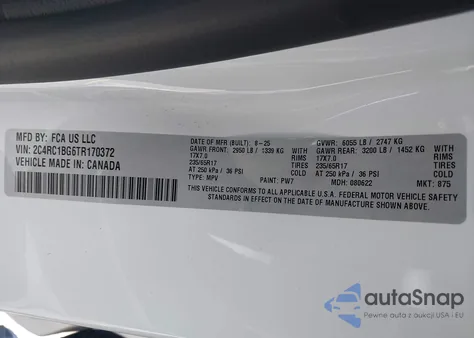 MFD BY: FCA US LLC
VIN: 2C4RC1BG6TR170372
VEHICLE MADE IN: CANADA
DATE OF MFR (BUILT): 8-25 GVWR: 6055 LB / 2747 KG
GAWR FRONT: 2950 LB / 1339 KG WITH GAWR REAR: 3200 LB / 1452 KG WITH
17X7.0 RIMS 17X7.0 RIMS
235/65R17 TIRES 235/65R17 TIRES
AT 250 kPa / 36 PSI COLD AT 250 kPa / 36 PSI COLD
THIS VEHICLE CONFORMS TO ALL APPLICABLE U.S.A. FEDERAL MOTOR VEHICLE
SAFETY STANDARDS IN EFFECT ON THE DATE OF MANUFACTURE SHOWN ABOVE.
TYPE: MPV PAINT: PW7 MDH: 080622 MKT: 875
autoSnap
Pewne auta z aukcji USA i EU